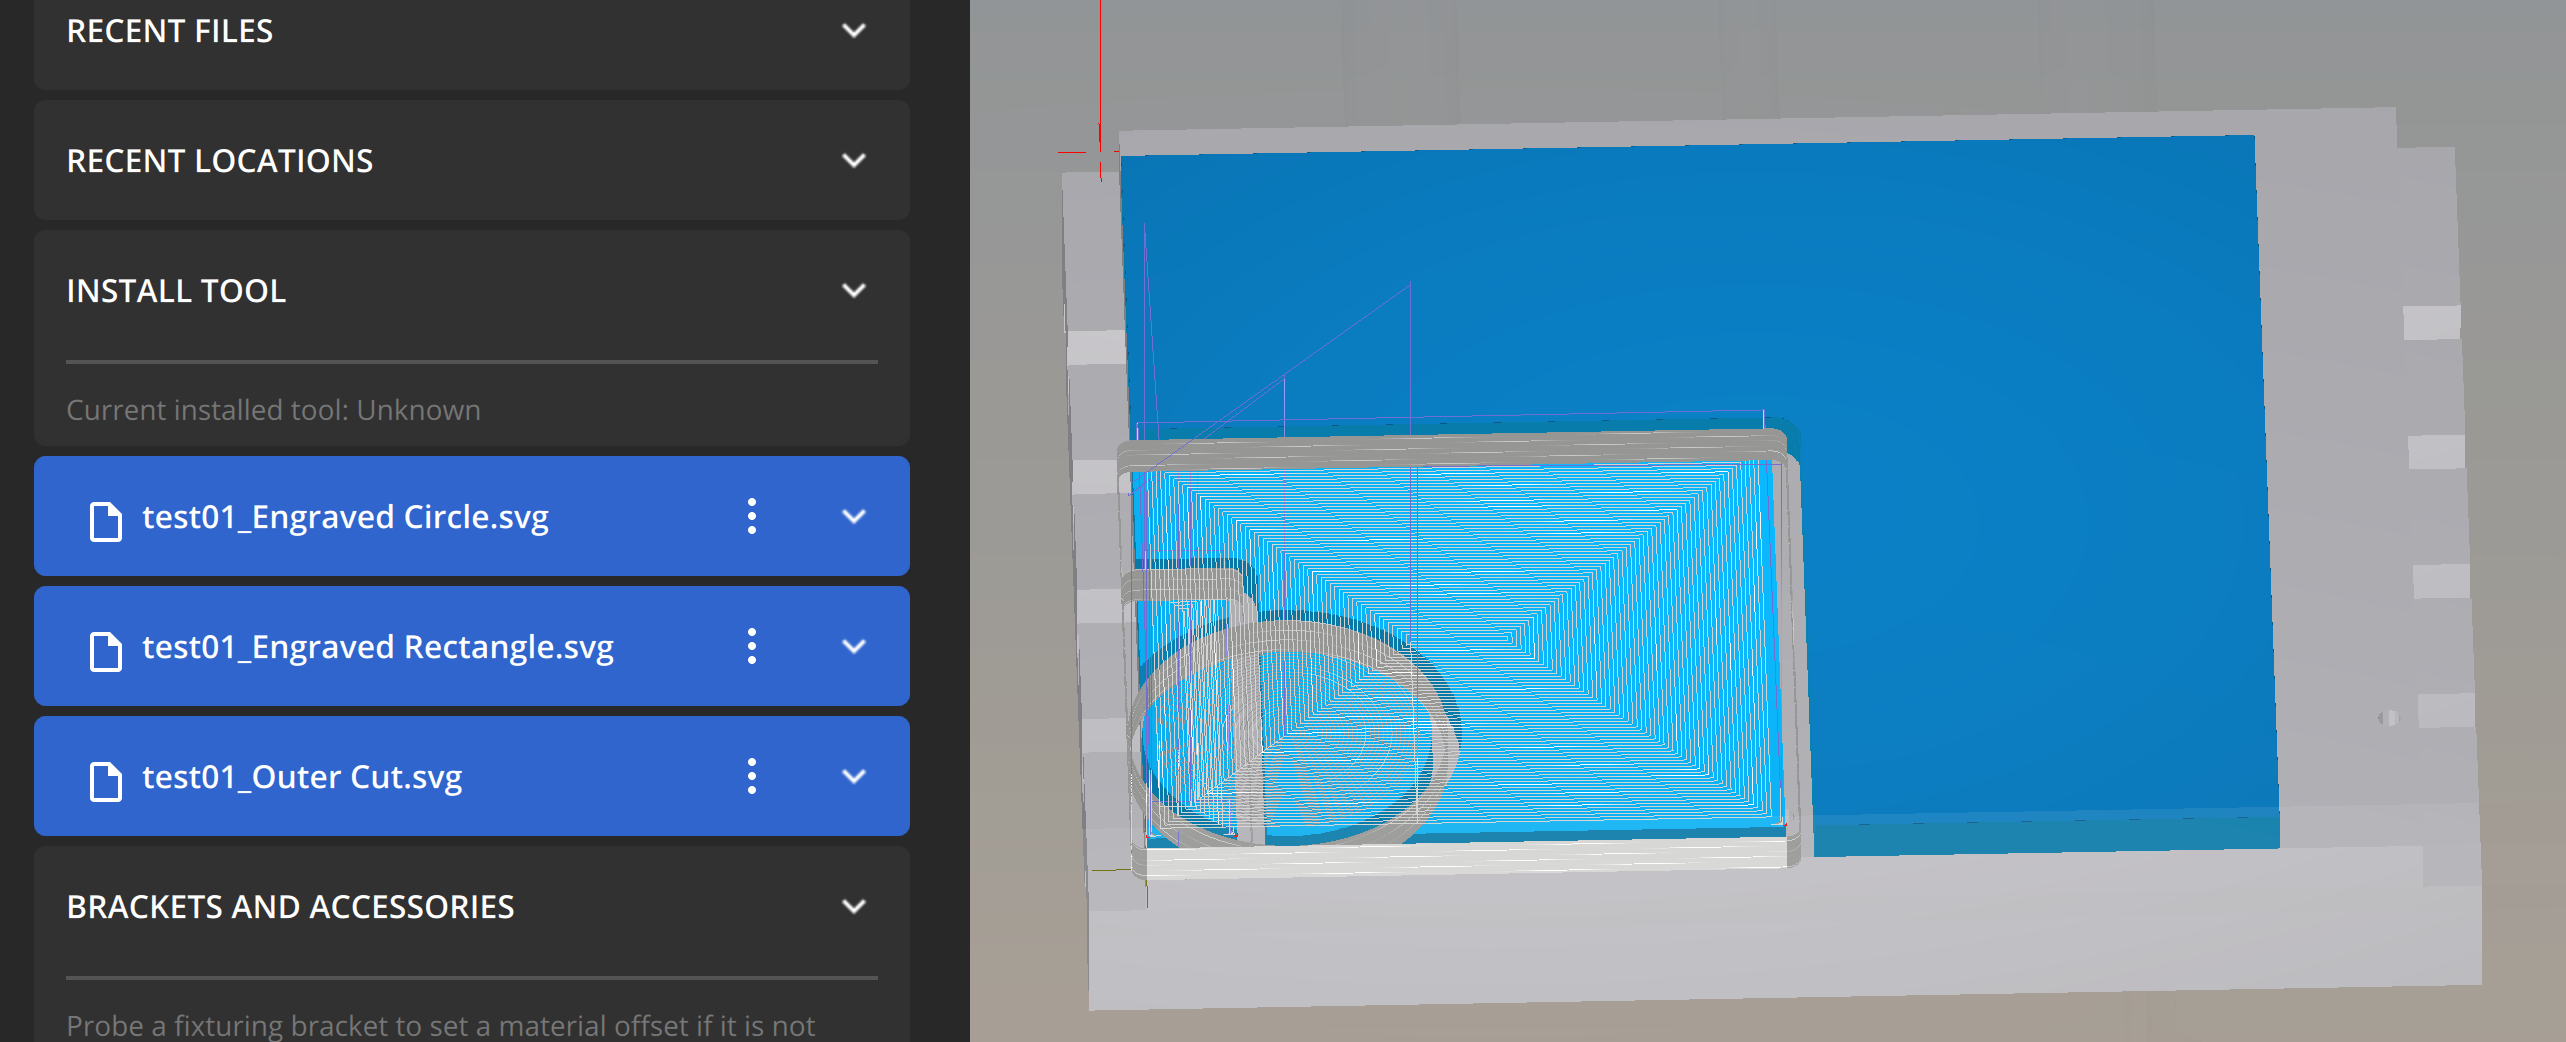 RECENT FILES
RECENT LOCATIONS
INSTALL TOOL
Current installed tool: Unknown
test01_Engraved Circle.svg
test01_Engraved Rectangle.svg
test01_Outer Cut.svg
BRACKETS AND ACCESSORIES
Probe a fixturing bracket to set a material offset if it is not